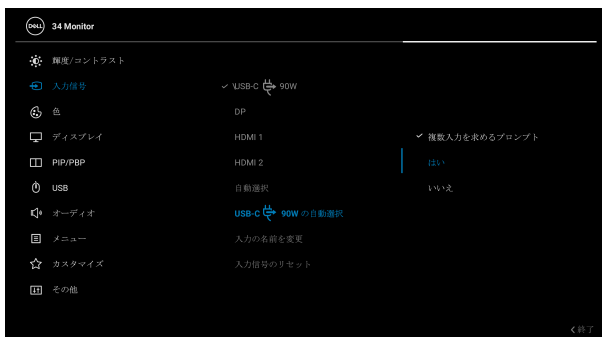 DELL
34 Monitor
輝度/コントラスト
入力信号
色
ディスプレイ
PIP/PBP
USB
オーディオ
メニュー
カスタマイズ
その他
USB-C 90W
DP
HDMI 1
HDMI 2
自動選択
USB-C 90W の自動選択
入力の名前を変更
入力信号のリセット
複数入力を求めるプロンプト
はい
いいえ
終了